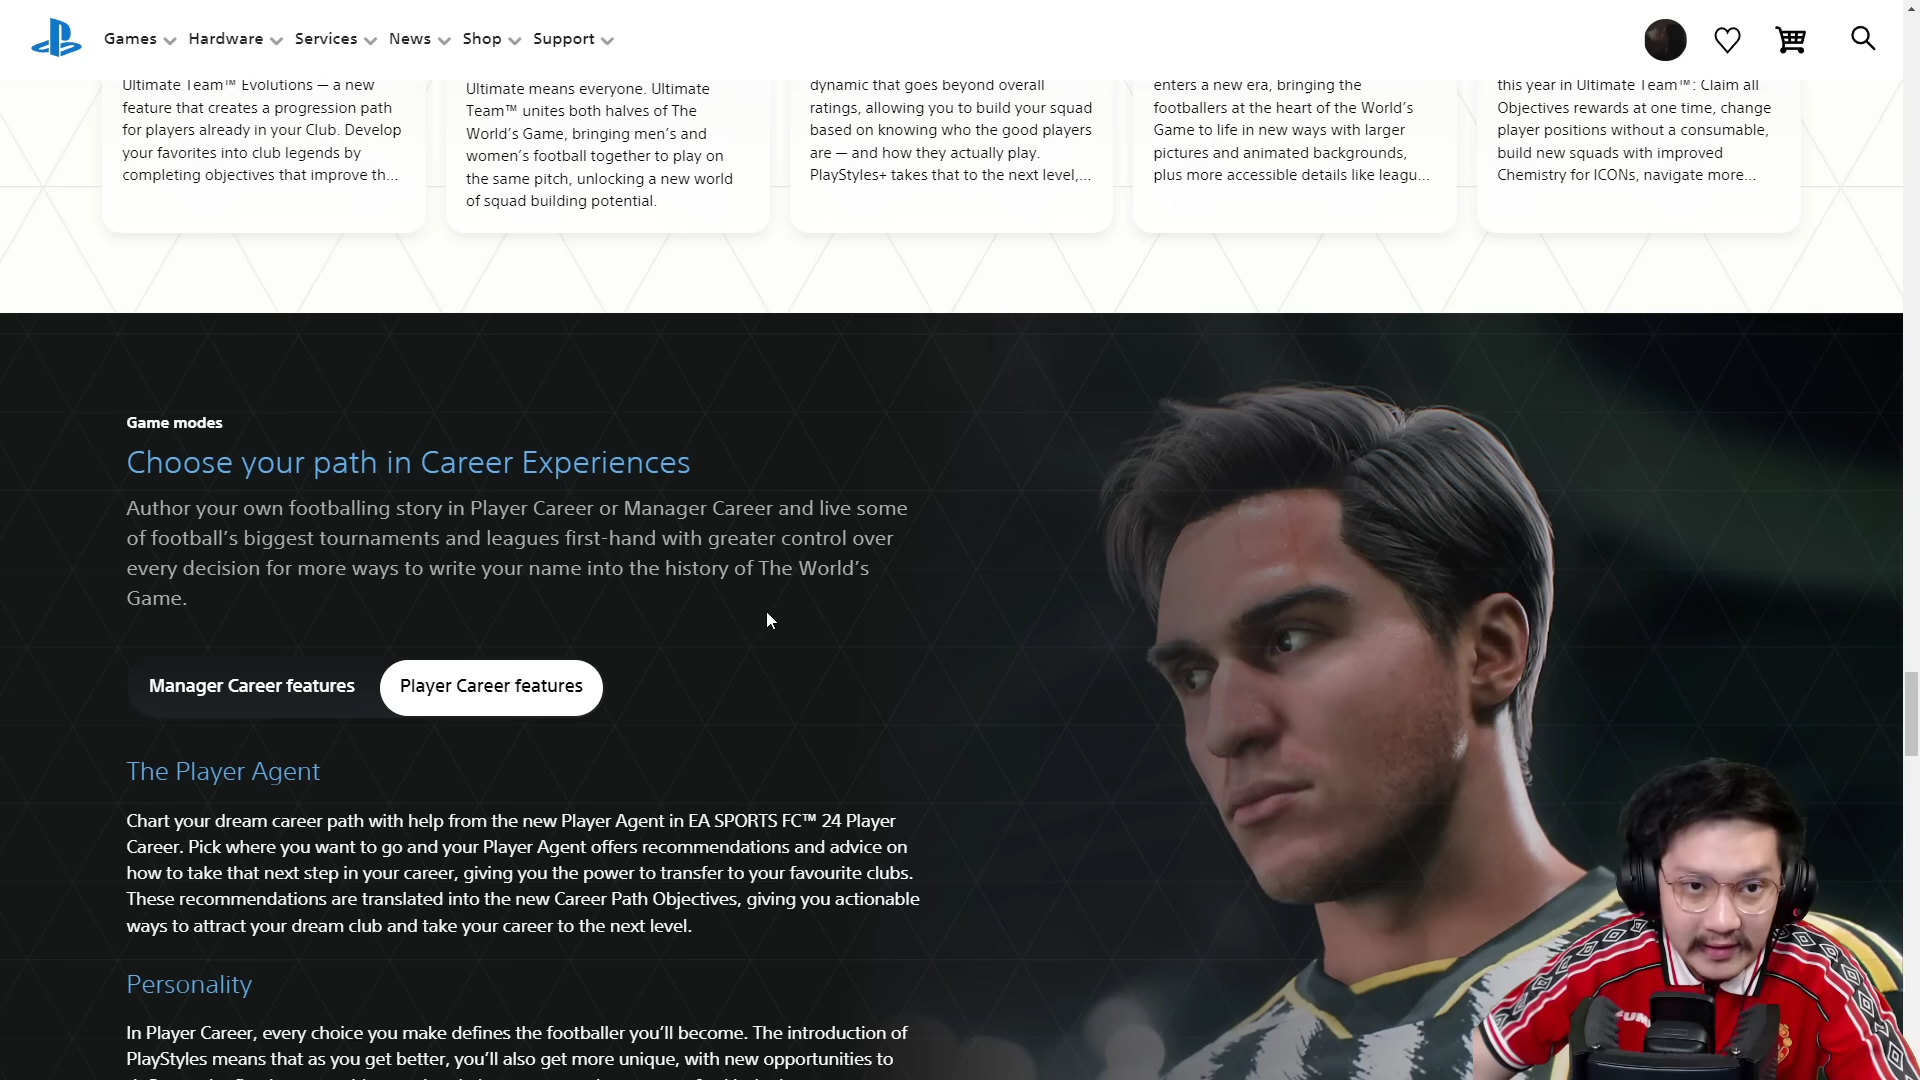 Games
Hardware
Services
News
Shop
Support
Ultimate Team™ Evolutions — a new
feature that creates a progression path
for players already in your Club. Develop
your favorites into club legends by
completing objectives that improve th...
Ultimate means everyone. Ultimate
Team™ unites both halves of The
World’s Game, bringing men’s and
women’s football together to play on
the same pitch, unlocking a new world
of squad building potential.
dynamic that goes beyond overall
ratings, allowing you to build your squad
based on knowing who the good players
are — and how they actually play.
PlayStyles+ takes that to the next level,...
enters a new era, bringing the
footballers at the heart of the World’s
Game to life in new ways with larger
pictures and animated backgrounds,
plus more accessible details like leagu...
this year in Ultimate Team™: Claim all
Objectives rewards at one time, change
player positions without a consumable,
build new squads with improved
Chemistry for ICONs, navigate more...
Game modes
Choose your path in Career Experiences
Author your own footballing story in Player Career or Manager Career and live some
of football’s biggest tournaments and leagues first-hand with greater control over
every decision for more ways to write your name into the history of The World’s
Game.
Manager Career features
Player Career features
The Player Agent
Chart your dream career path with help from the new Player Agent in EA SPORTS FC™ 24 Player
Career. Pick where you want to go and your Player Agent offers recommendations and advice on
how to take that next step in your career, giving you the power to transfer to your favourite clubs.
These recommendations are translated into the new Career Path Objectives, giving you actionable
ways to attract your dream club and take your career to the next level.
Personality
In Player Career, every choice you make defines the footballer you’ll become. The introduction of
PlayStyles means that as you get better, you’ll also get more unique, with new opportunities to